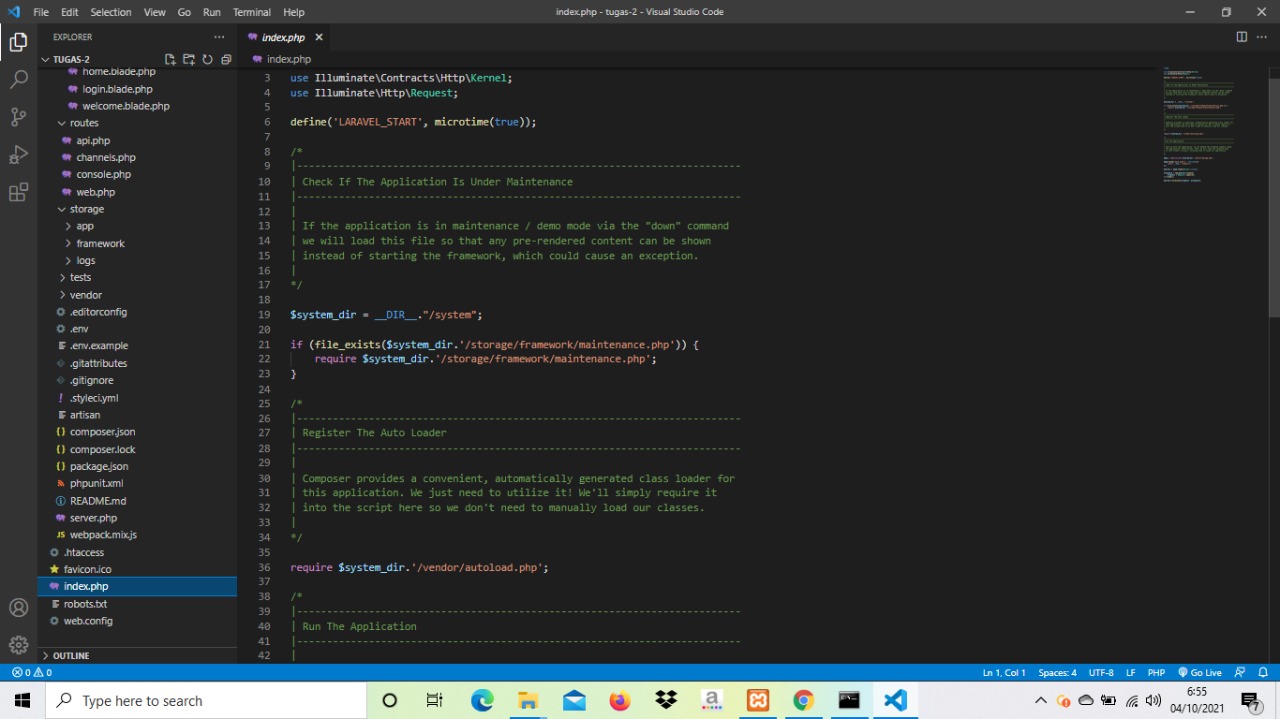 File Edit Selection View Go Run Terminal Help
index.php - tugas-2 - Visual Studio Code
EXPLORER
TUGAS-2
home.blade.php
login.blade.php
welcome.blade.php
routes
api.php
channels.php
console.php
web.php
storage
app
framework
logs
tests
vendor
.editorconfig
.env
.env.example
.gitattributes
.gitignore
.styleci.yml
artisan
composer.json
composer.lock
package.json
phpunit.xml
README.md
server.php
webpack.mix.js
.htaccess
favicon.ico
index.php
robots.txt
web.config
OUTLINE
index.php
index.php
3 use Illuminate\Contracts\Http\Kernel;
4 use Illuminate\Http\Request;
5
6 define('LARAVEL_START', microtime(true));
7
8 /*
9 |--------------------------------------------------------------------------
10 | Check If The Application Is Under Maintenance
11 |--------------------------------------------------------------------------
12 |
13 | If the application is in maintenance / demo mode via the "down" command
14 | we will load this file so that any pre-rendered content can be shown
15 | instead of starting the framework, which could cause an exception.
16 |
17 */
18
19 $system_dir = __DIR__."/system";
20
21 if (file_exists($system_dir.'/storage/framework/maintenance.php')) {
22 require $system_dir.'/storage/framework/maintenance.php';
23 }
24
25 /*
26 |--------------------------------------------------------------------------
27 | Register The Auto Loader
28 |--------------------------------------------------------------------------
29 |
30 | Composer provides a convenient, automatically generated class loader for
31 | this application. We just need to utilize it! We'll simply require it
32 | into the script here so we don't need to manually load our classes.
33 |
34 */
35
36 require $system_dir.'/vendor/autoload.php';
37
38 /*
39 |--------------------------------------------------------------------------
40 | Run The Application
41 |--------------------------------------------------------------------------
42 |
0 0
Ln 1, Col 1 Spaces: 4 UTF-8 LF PHP Go Live
Type here to search
6:55
04/10/2021
7